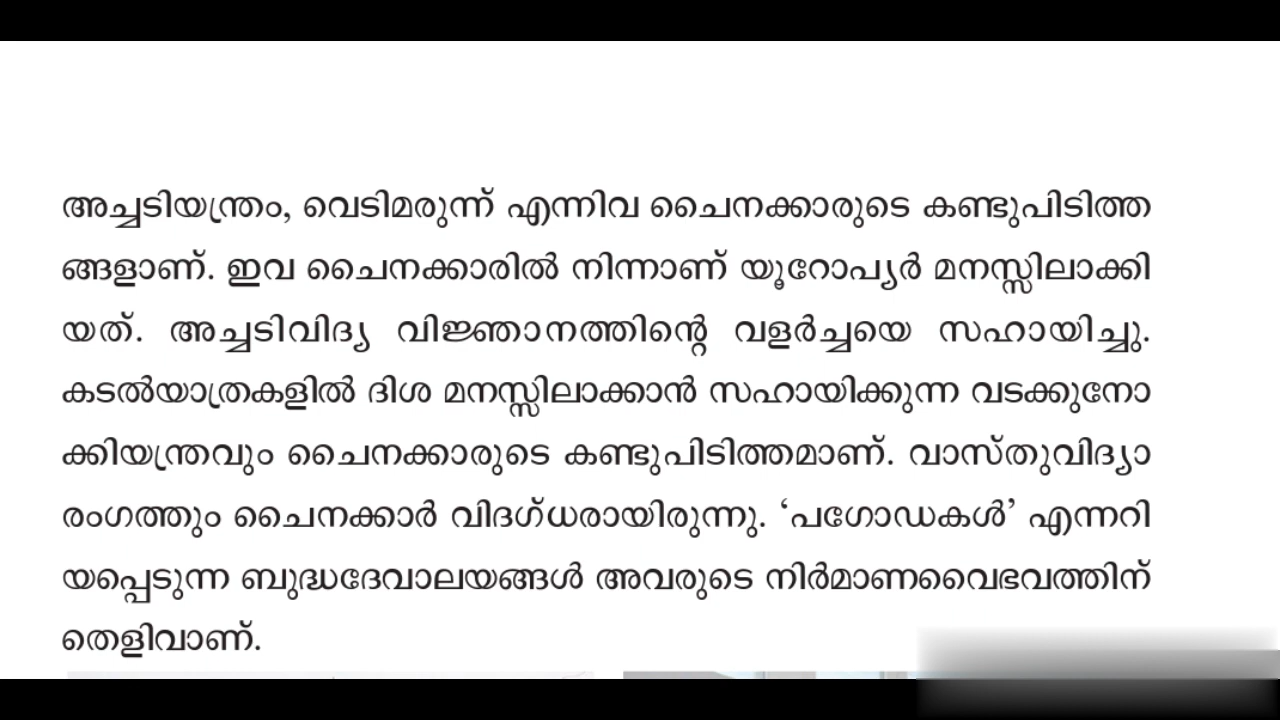 അച്ചടിയന്ത്രം, വെടിമരുന്ന് എന്നിവ ചൈനക്കാരുടെ കണ്ടുപിടിത്ത
ങ്ങളാണ്. ഇവ ചൈനക്കാരിൽ നിന്നാണ് യൂറോപ്യർ മനസ്സിലാക്കി
യത്. അച്ചടിവിദ്യ വിജ്ഞാനത്തിന്റെ വളർച്ചയെ സഹായിച്ചു.
കടൽയാത്രകളിൽ ദിശ മനസ്സിലാക്കാൻ സഹായിക്കുന്ന വടക്കുനോ
ക്കിയന്ത്രവും ചൈനക്കാരുടെ കണ്ടുപിടിത്തമാണ്. വാസ്തുവിദ്യാ
രംഗത്തും ചൈനക്കാർ വിദഗ്ധരായിരുന്നു. ‘പഗോഡകൾ’ എന്നറി
യപ്പെടുന്ന ബുദ്ധദേവാലയങ്ങൾ അവരുടെ നിർമാണവൈഭവത്തിന്
തെളിവാണ്.